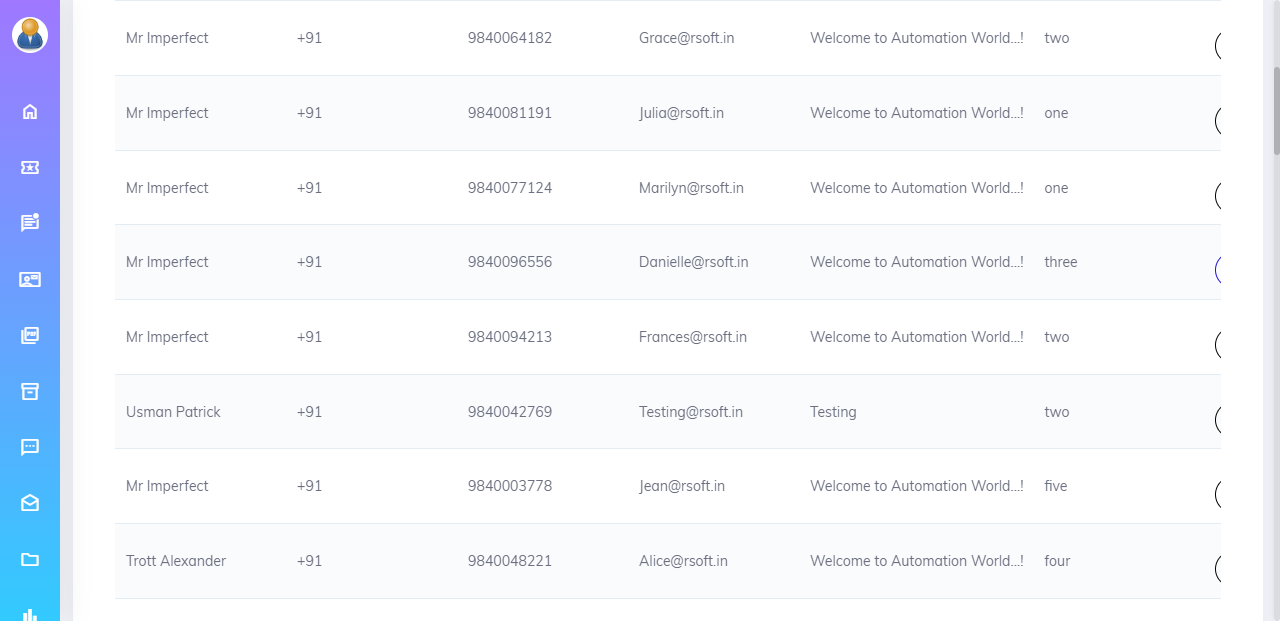 Mr Imperfect +91 9840064182 Grace@rsoft.in Welcome to Automation World...! two
Mr Imperfect +91 9840081191 Julia@rsoft.in Welcome to Automation World...! one
Mr Imperfect +91 9840077124 Marilyn@rsoft.in Welcome to Automation World...! one
Mr Imperfect +91 9840096556 Danielle@rsoft.in Welcome to Automation World...! three
Mr Imperfect +91 9840094213 Frances@rsoft.in Welcome to Automation World...! two
Usman Patrick +91 9840042769 Testing@rsoft.in Testing two
Mr Imperfect +91 9840003778 Jean@rsoft.in Welcome to Automation World...! five
Trott Alexander +91 9840048221 Alice@rsoft.in Welcome to Automation World...! four